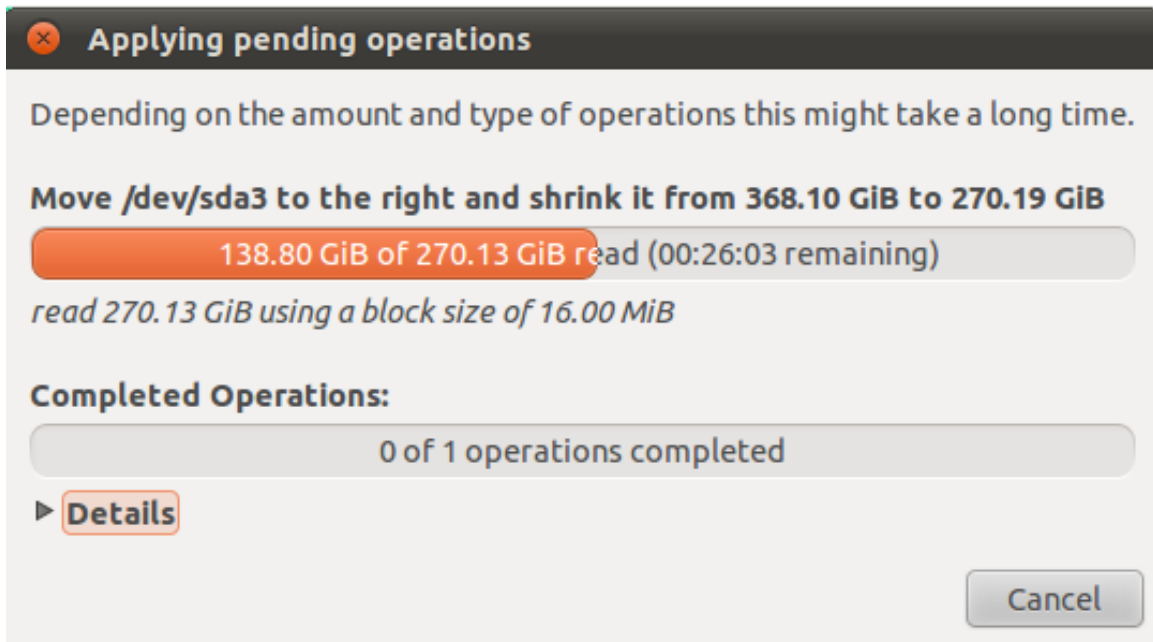 Applying pending operations
Depending on the amount and type of operations this might take a long time.
Move /dev/sda3 to the right and shrink it from 368.10 GiB to 270.19 GiB
138.80 GiB of 270.13 GiB read (00:26:03 remaining)
read 270.13 GiB using a block size of 16.00 MiB
Completed Operations:
0 of 1 operations completed
Details
Cancel